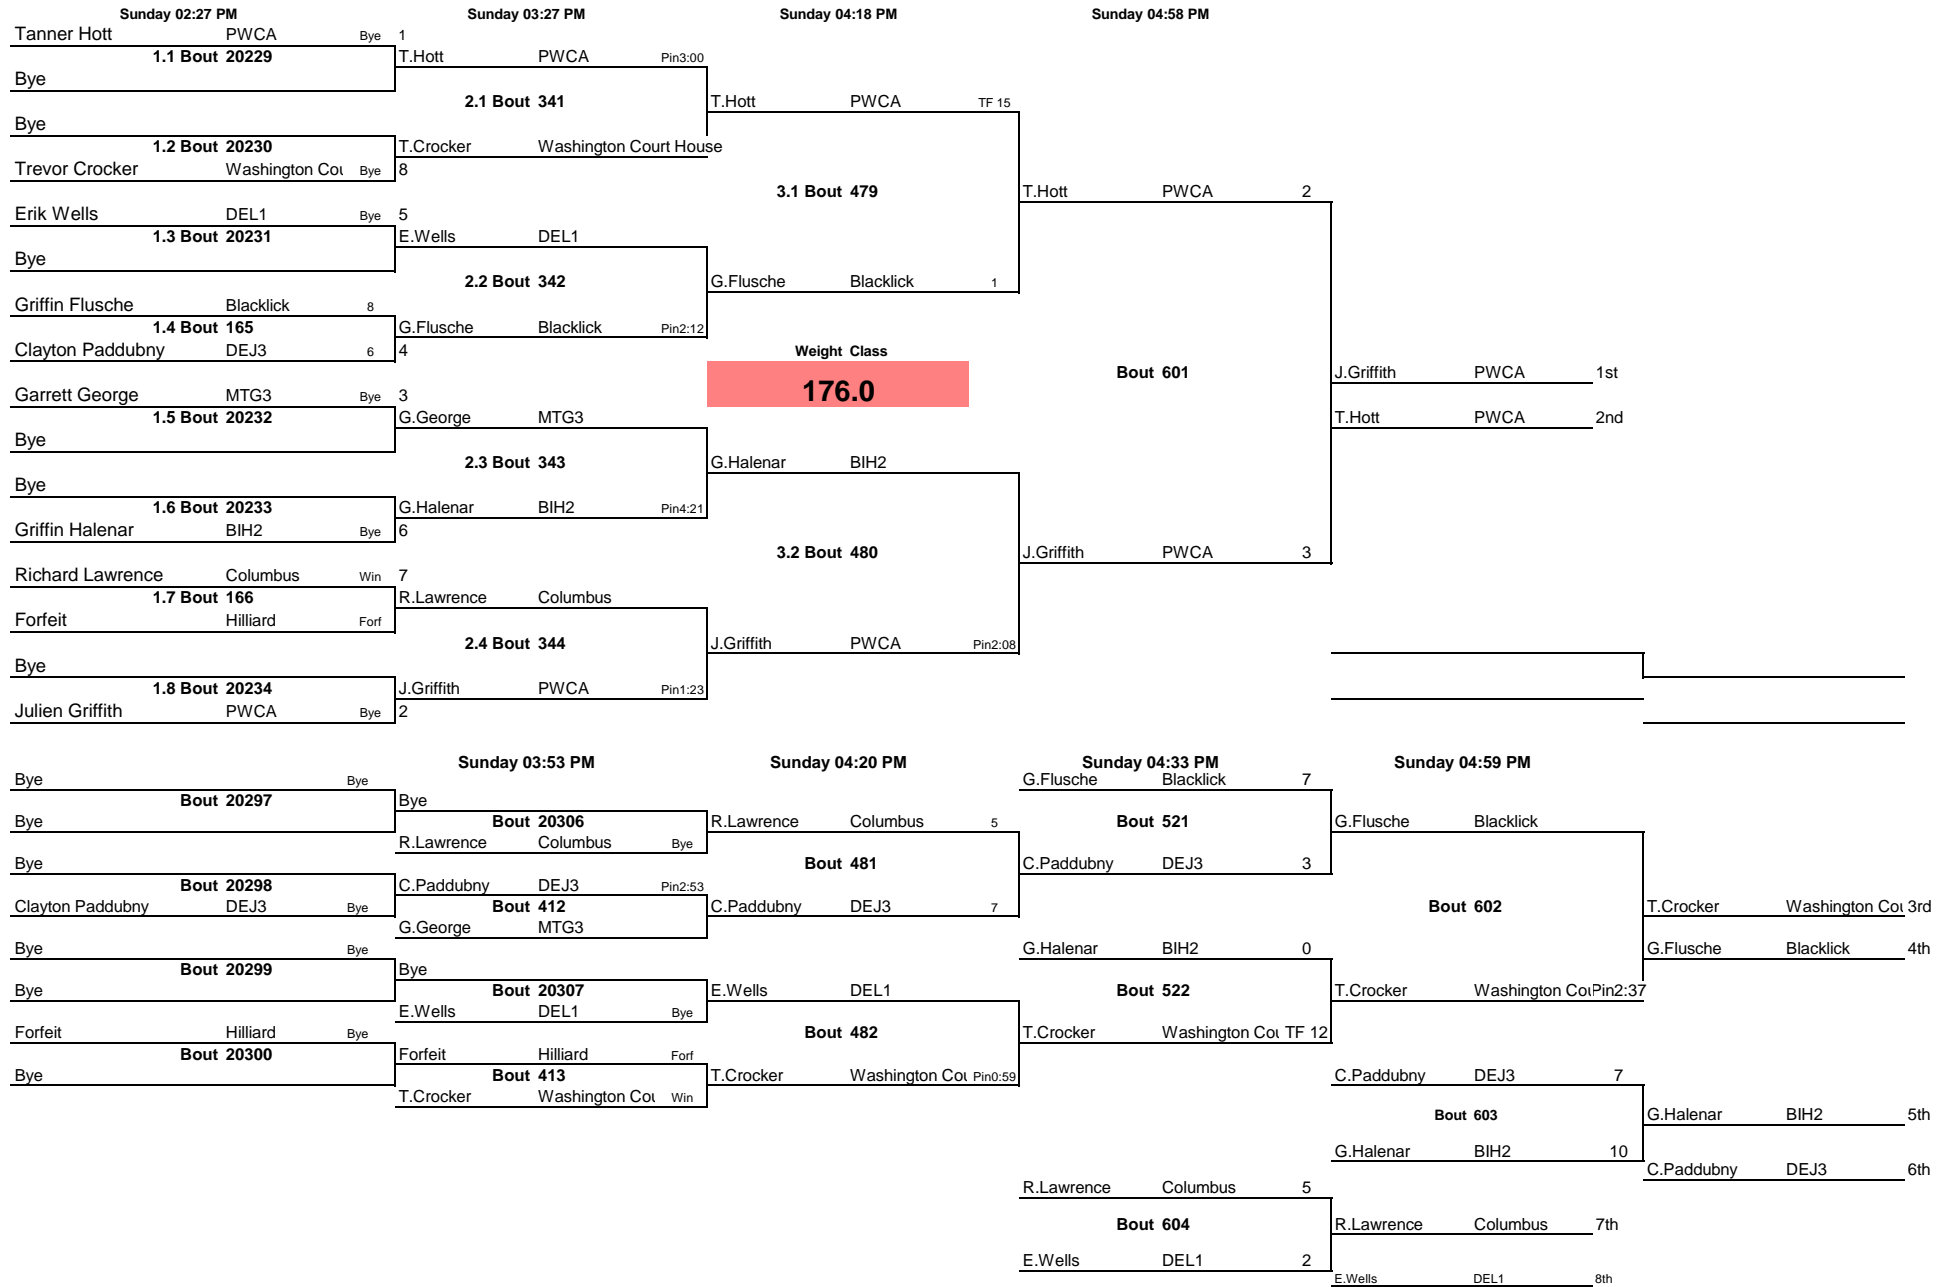 Sunday 02:27 PM Sunday 03:27 PM Sunday 04:18 PM Sunday 04:58 PM
Tanner Hott PWCA Bye 1
1.1 Bout 20229 T.Hott PWCA Pin3:00
Bye
2.1 Bout 341 T.Hott PWCA TF 15
Bye
1.2 Bout 20230 T.Crocker Washington Court House
Trevor Crocker Washington Cou Bye 8
3.1 Bout 479 T.Hott PWCA 2
Erik Wells DEL1 Bye 5
1.3 Bout 20231 E.Wells DEL1
Bye
2.2 Bout 342 G.Flusche Blacklick 1
Griffin Flusche Blacklick 8
1.4 Bout 165 G.Flusche Blacklick Pin2:12
Clayton Paddubny DEJ3 6 4 Weight Class
Bout 601 J.Griffith PWCA 1st
Garrett George MTG3 Bye 3 176.0
1.5 Bout 20232 G.George MTG3 T.Hott PWCA 2nd
Bye
2.3 Bout 343 G.Halenar BIH2
Bye
1.6 Bout 20233 G.Halenar BIH2 Pin4:21
Griffin Halenar BIH2 Bye 6
3.2 Bout 480 J.Griffith PWCA 3
Richard Lawrence Columbus Win 7
1.7 Bout 166 R.Lawrence Columbus
Forfeit Hilliard Forf
2.4 Bout 344 J.Griffith PWCA Pin2:08
Bye
1.8 Bout 20234 J.Griffith PWCA Pin1:23
Julien Griffith PWCA Bye 2
Sunday 03:53 PM Sunday 04:20 PM Sunday 04:33 PM Sunday 04:59 PM
Bye Bye G.Flusche Blacklick 7
Bout 20297 Bye
Bye Bout 20306 R.Lawrence Columbus 5 Bout 521 G.Flusche Blacklick
R.Lawrence Columbus Bye
Bye Bout 481 C.Paddubny DEJ3 3
Bout 20298 C.Paddubny DEJ3 Pin2:53
Clayton Paddubny DEJ3 Bye Bout 412 C.Paddubny DEJ3 7 Bout 602 T.Crocker Washington Cou 3rd
G.George MTG3
Bye Bye G.Halenar BIH2 0 G.Flusche Blacklick 4th
Bout 20299 Bye
Bye Bout 20307 E.Wells DEL1 Bout 522 T.Crocker Washington Cou Pin2:37
E.Wells DEL1 Bye
Forfeit Hilliard Bye Bout 482 T.Crocker Washington Cou TF 12
Bout 20300 Forfeit Hilliard Forf
Bye Bout 413 T.Crocker Washington Cou Pin0:59 C.Paddubny DEJ3 7
T.Crocker Washington Cou Win
Bout 603 G.Halenar BIH2 5th
G.Halenar BIH2 10
C.Paddubny DEJ3 6th
R.Lawrence Columbus 5
Bout 604 R.Lawrence Columbus 7th
E.Wells DEL1 2
E.Wells DEL1 8th